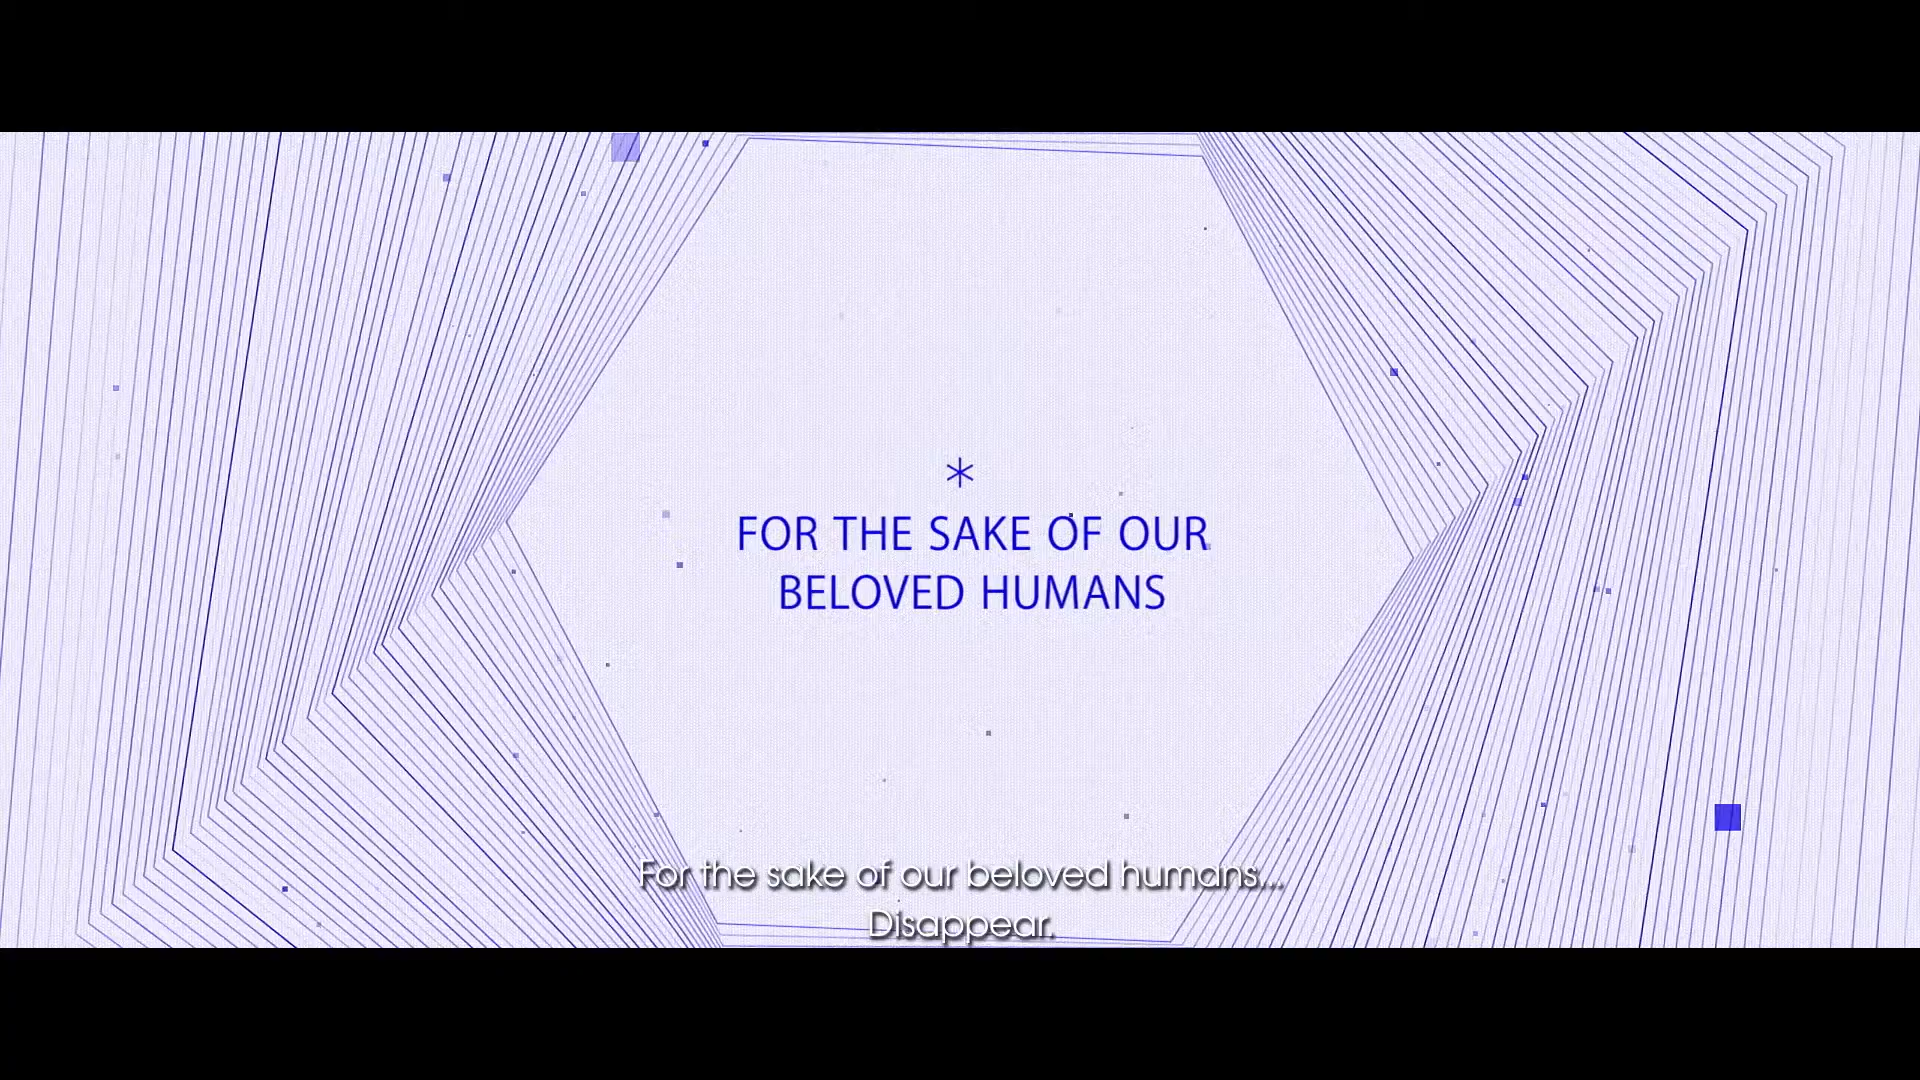 *
FOR THE SAKE OF OUR
BELOVED HUMANS
For the sake of our beloved humans...
Disappear.